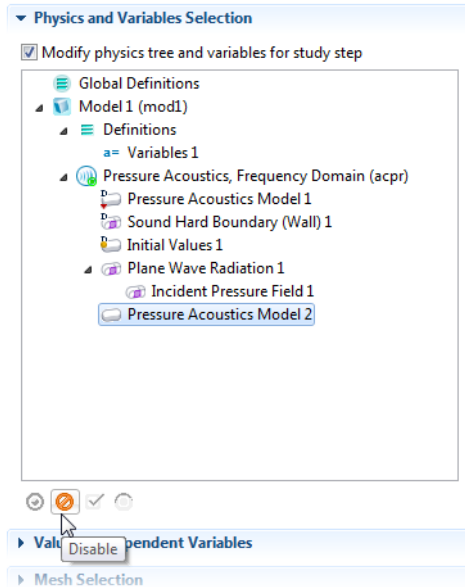 Physics and Variables Selection
Modify physics tree and variables for study step
Global Definitions
Model 1 (mod1)
Definitions
a= Variables 1
Pressure Acoustics, Frequency Domain (acpr)
D Pressure Acoustics Model 1
D Sound Hard Boundary (Wall) 1
D Initial Values 1
Plane Wave Radiation 1
Incident Pressure Field 1
Pressure Acoustics Model 2
Disable
Variables
Mesh Selection